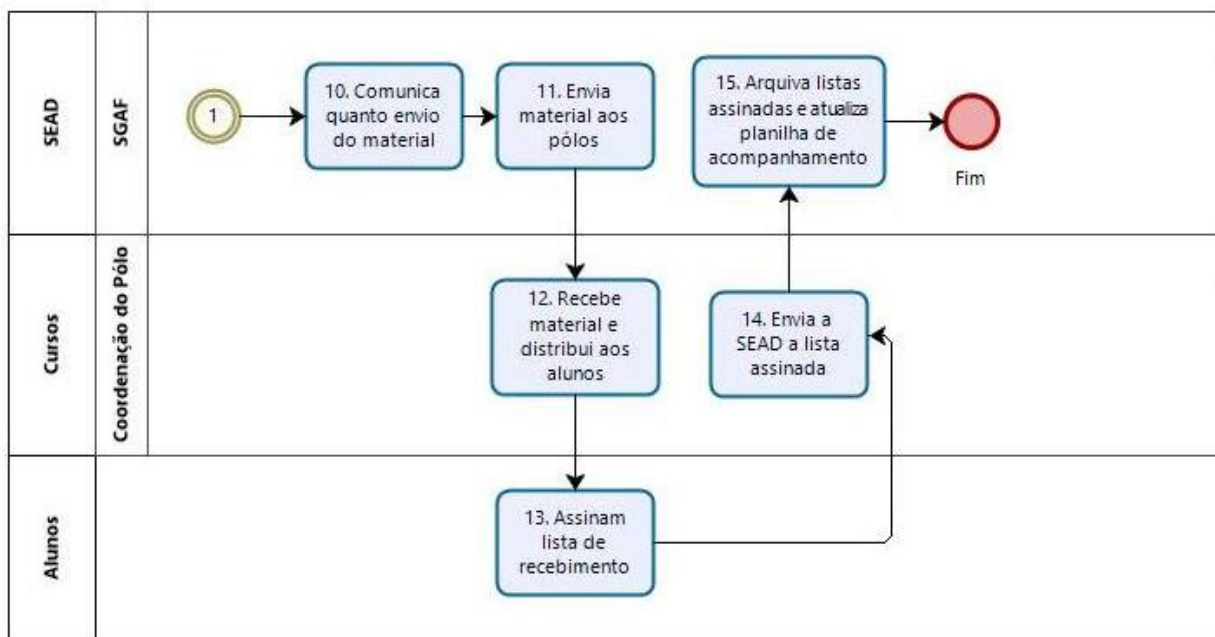 SEAD
SGAF
1
10. Comunica
quanto envio
do material
11. Envia
material aos
pólos
15. Arquiva listas
assinadas e atualiza
planilha de
acompanhamento
Fim
Cursos
Coordenação do Pólo
12. Recebe
material e
distribui aos
alunos
14. Envia a
SEAD a lista
assinada
Alunos
13. Assinam
lista de
recebimento